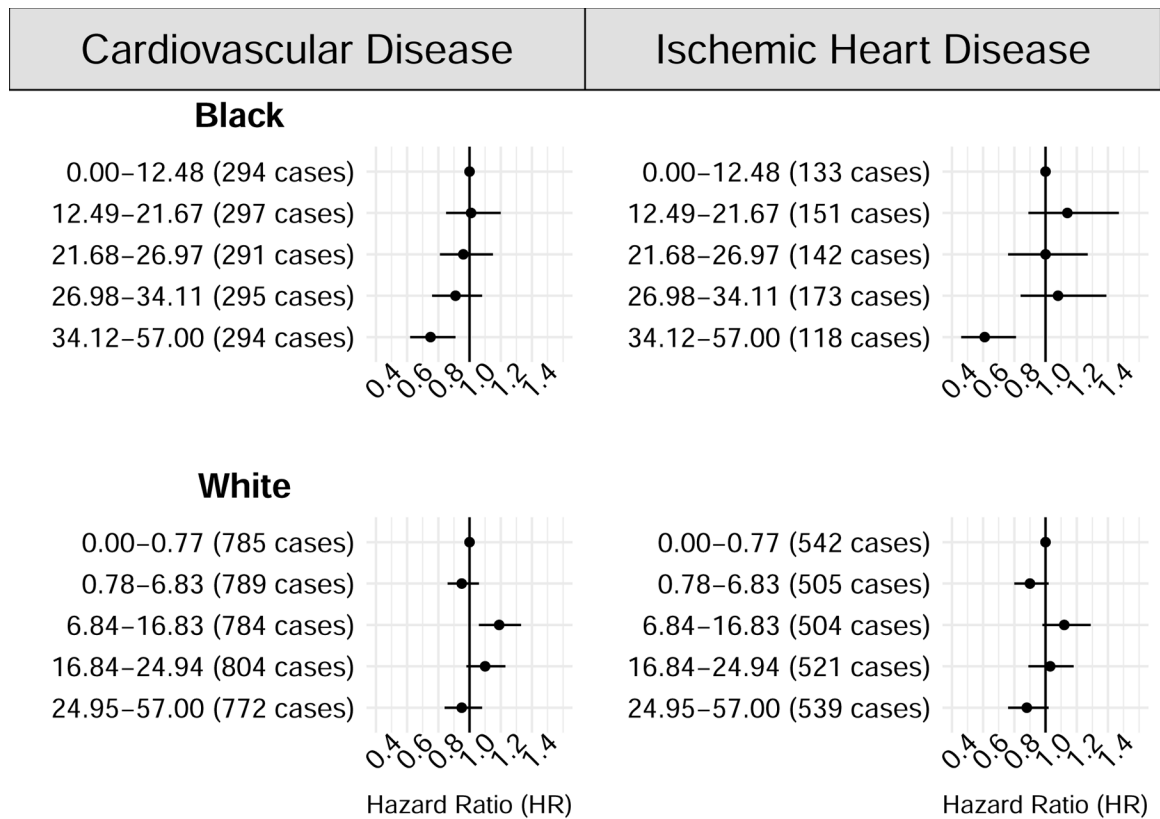 Cardiovascular Disease
Ischemic Heart Disease
Black
0.00–12.48 (294 cases)
12.49–21.67 (297 cases)
21.68–26.97 (291 cases)
26.98–34.11 (295 cases)
34.12–57.00 (294 cases)
0.4 0.6 0.8 1.0 1.2 1.4
0.00–12.48 (133 cases)
12.49–21.67 (151 cases)
21.68–26.97 (142 cases)
26.98–34.11 (173 cases)
34.12–57.00 (118 cases)
0.4 0.6 0.8 1.0 1.2 1.4
White
0.00–0.77 (785 cases)
0.78–6.83 (789 cases)
6.84–16.83 (784 cases)
16.84–24.94 (804 cases)
24.95–57.00 (772 cases)
0.4 0.6 0.8 1.0 1.2 1.4
Hazard Ratio (HR)
0.00–0.77 (542 cases)
0.78–6.83 (505 cases)
6.84–16.83 (504 cases)
16.84–24.94 (521 cases)
24.95–57.00 (539 cases)
0.4 0.6 0.8 1.0 1.2 1.4
Hazard Ratio (HR)